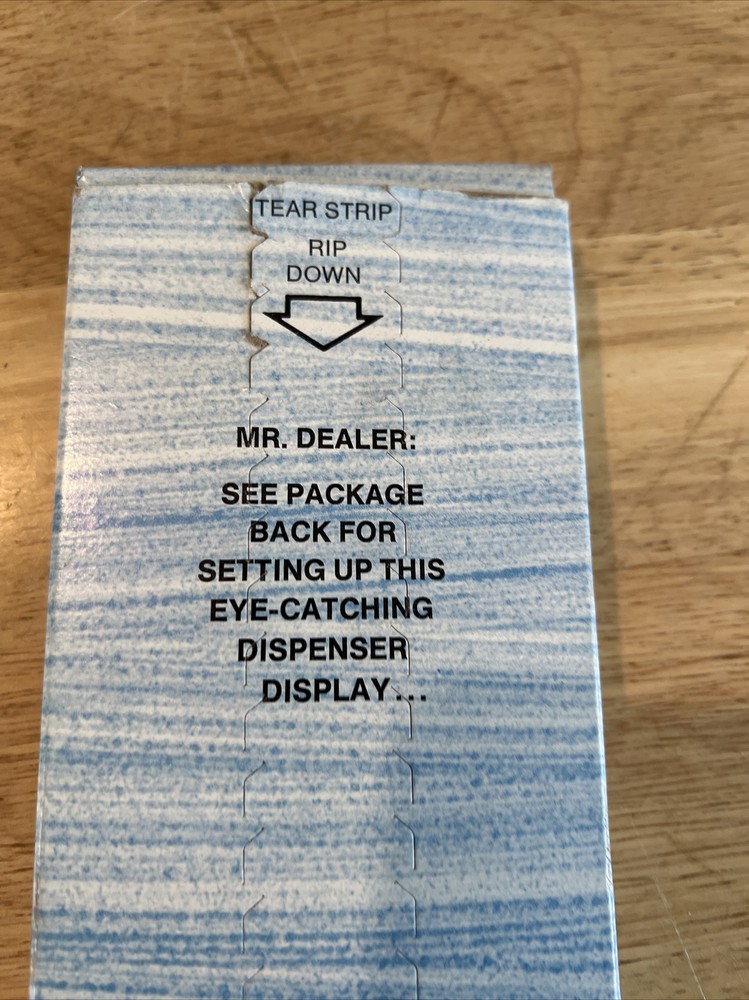 TEAR STRIP
RIP
DOWN
MR. DEALER:
SEE PACKAGE
BACK FOR
SETTING UP THIS
EYE-CATCHING
DISPENSER
DISPLAY...